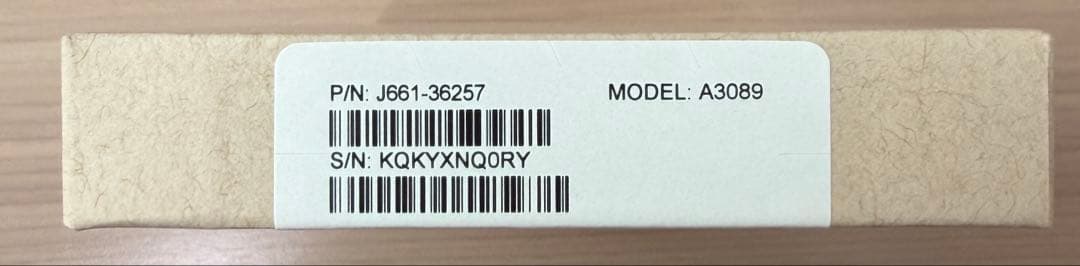 P/N: J661-36257 MODEL: A3089
S/N: KQKYXNQ0RY